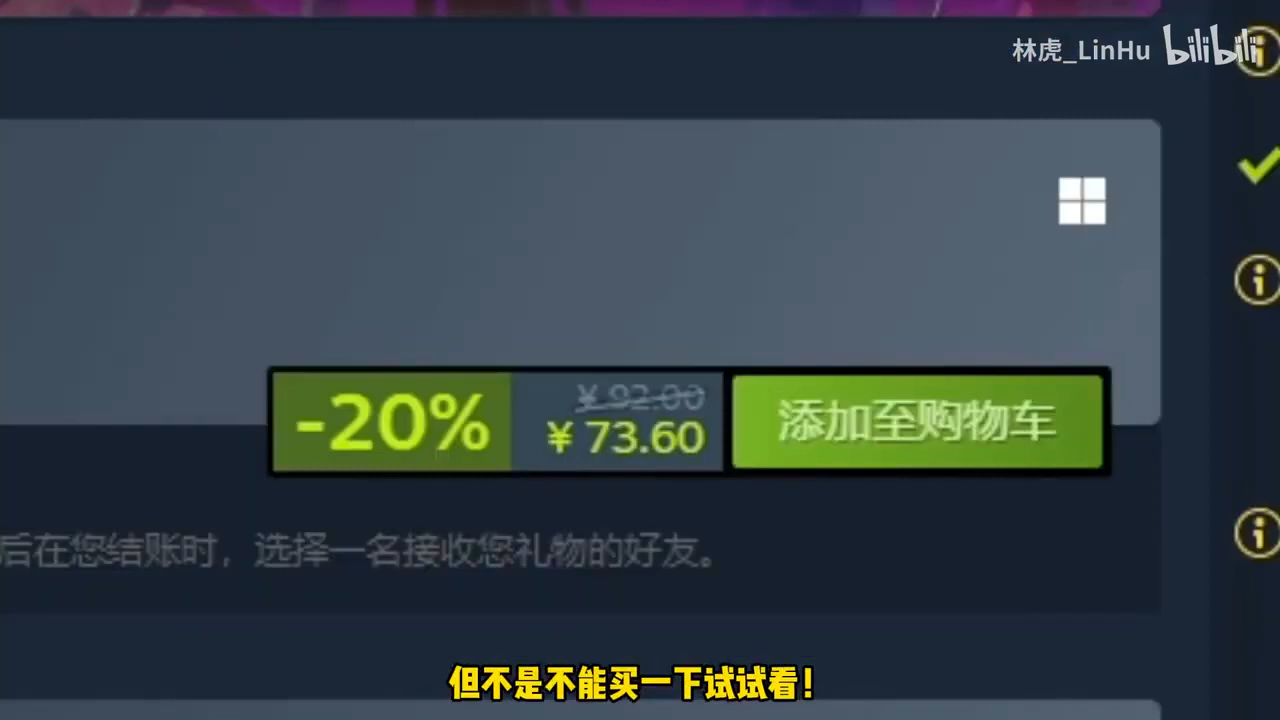 林虎_LinHu bilibili
-20%
¥ 92.00
¥ 73.60
添加至购物车
后在您结账时，选择一名接收您礼物的好友。
但不是不能买一下试试看！